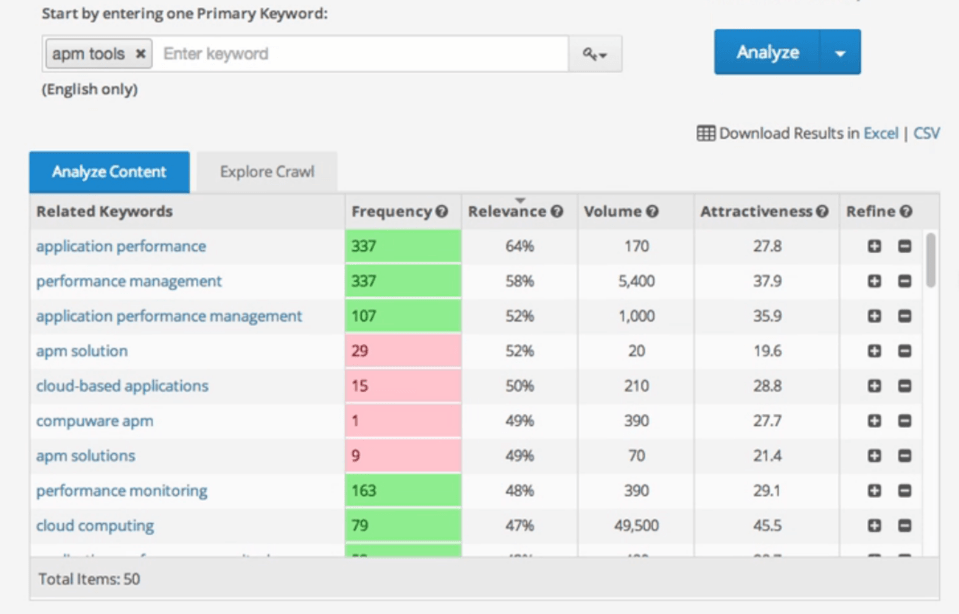 Start by entering one Primary Keyword:
apm tools × Enter keyword
Analyze
(English only)
Download Results in Excel | CSV
Analyze Content Explore Crawl
Related Keywords Frequency Relevance Volume Attractiveness Refine
application performance 337 64% 170 27.8
performance management 337 58% 5,400 37.9
application performance management 107 52% 1,000 35.9
apm solution 29 52% 20 19.6
cloud-based applications 15 50% 210 28.8
compuware apm 1 49% 390 27.7
apm solutions 9 49% 70 21.4
performance monitoring 163 48% 390 29.1
cloud computing 79 47% 49,500 45.5
Total Items: 50